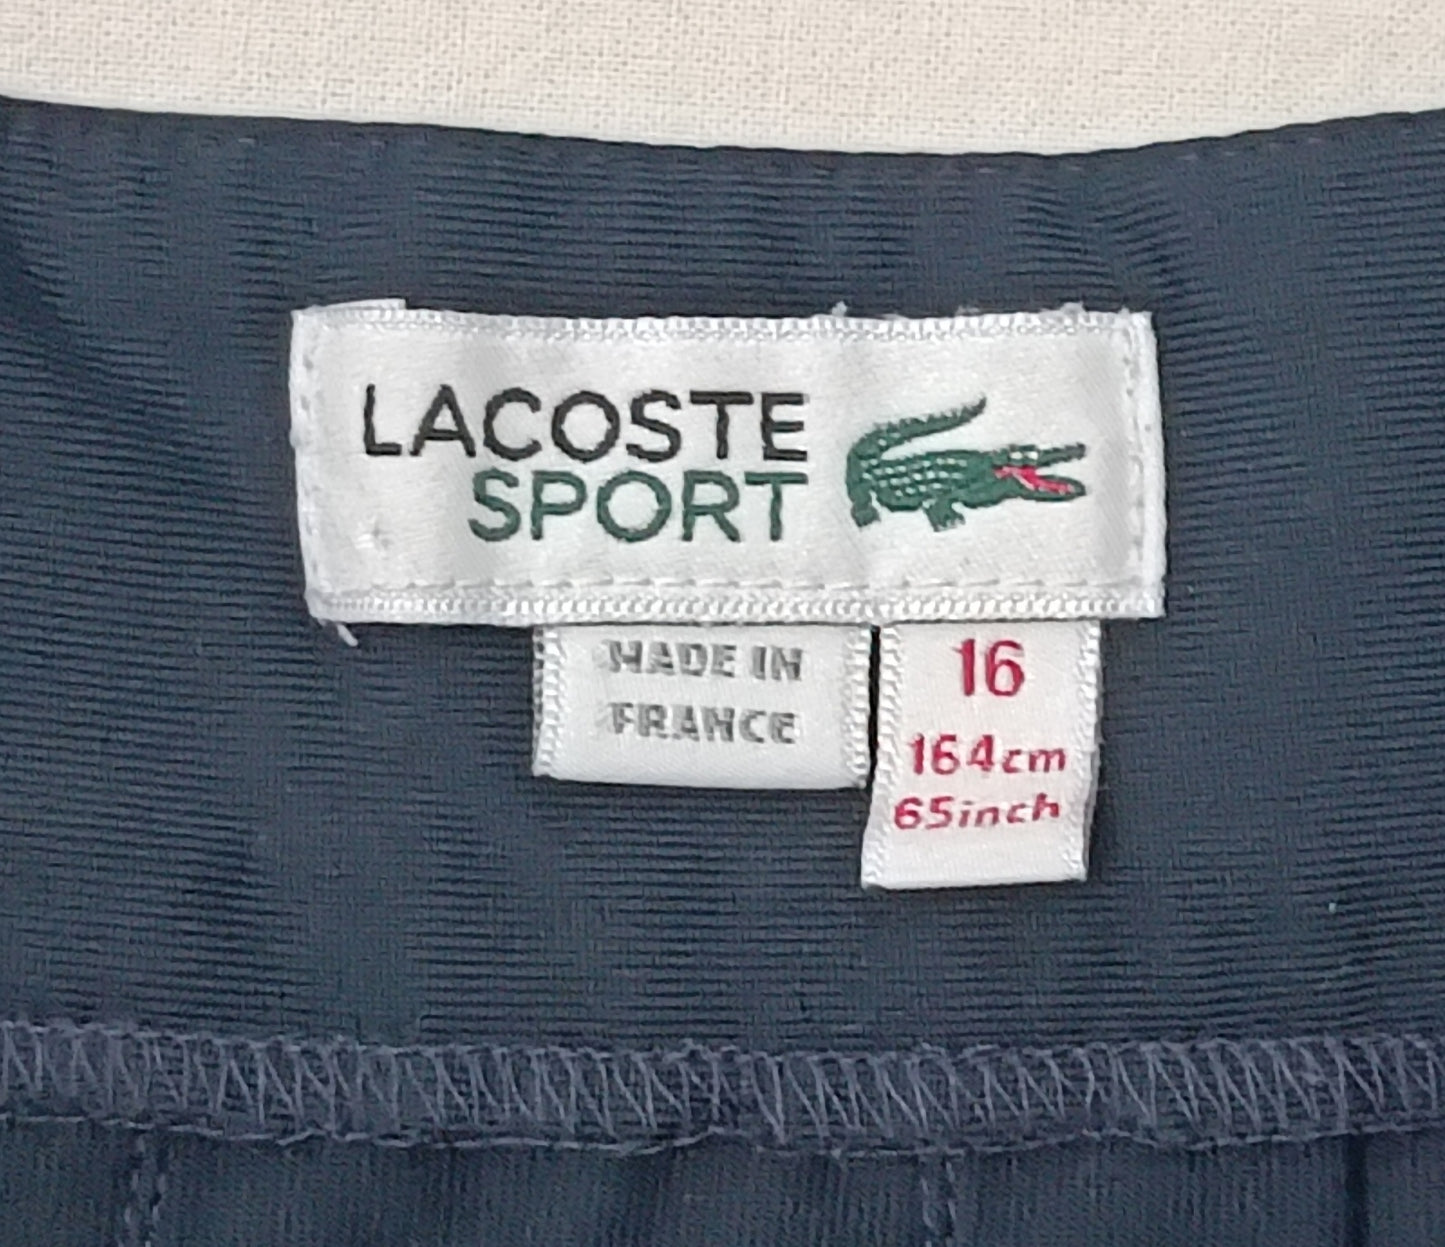 LACOSTE
SPORT
MADE IN
FRANCE
16
164cm
65inch